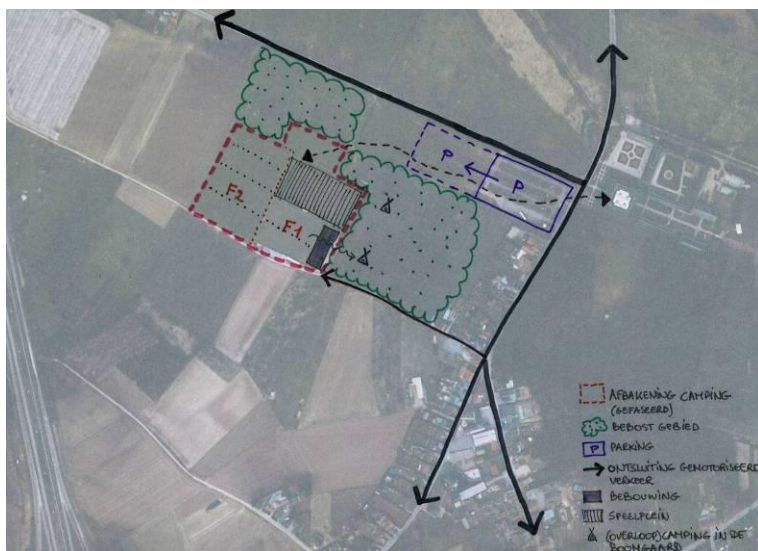 P
P
F2
F1
AFBAKENING CAMPING
(GEFASEERD)
BEBOST GEBIED
P PARKING
ONTSLUITING GEMOTORISEERD
VERKEER
BEBOUWING
SPEELPLEIN
(OVERLOOP)CAMPING IN DE
BOOMGAARD